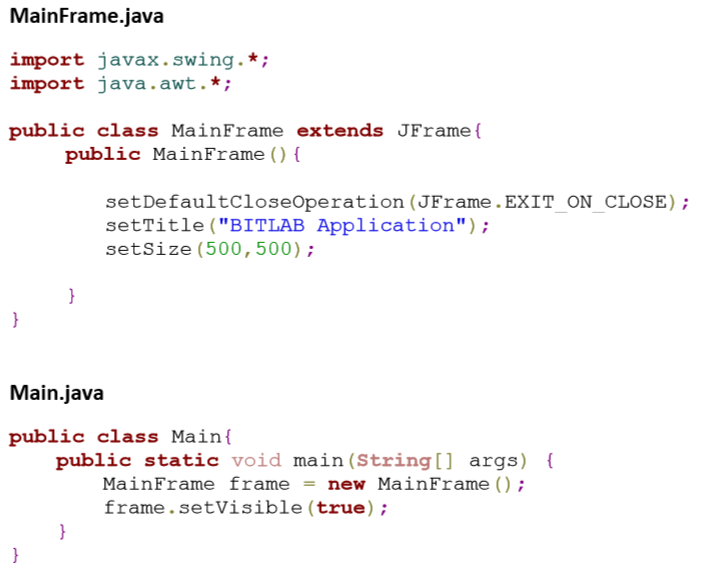 MainFrame.java
import javax.swing.*;
import java.awt.*;
public class MainFrame extends JFrame{
public MainFrame(){
setDefaultCloseOperation(JFrame.EXIT_ON_CLOSE);
setTitle("BITLAB Application");
setSize(500,500);
}
}
Main.java
public class Main{
public static void main(String[] args) {
MainFrame frame = new MainFrame();
frame.setVisible(true);
}
}